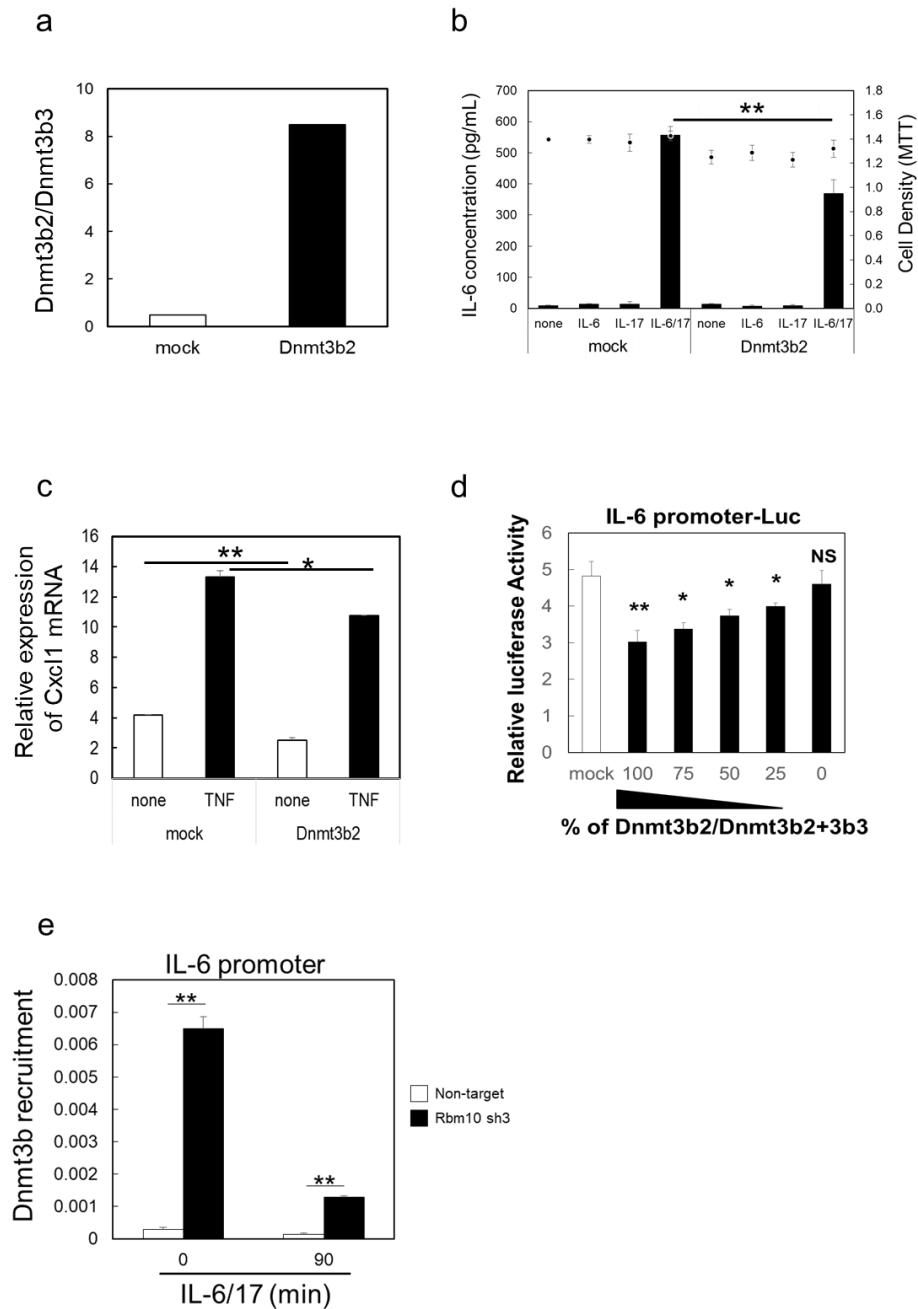 a
Dnmt3b2/Dnmt3b3
10
8
6
4
2
0
mock
Dnmt3b2
b
IL-6 concentration (pg/mL)
700
600
500
400
300
200
100
0
**
1.8
1.6
1.4
1.2
1.0
0.8
0.6
0.4
0.2
0.0
Cell Density (MTT)
none IL-6 IL-17 IL-6/17 none IL-6 IL-17 IL-6/17
mock Dnmt3b2
c
Relative expression
of Cxcl1 mRNA
16
14
12
10
8
6
4
2
0
**
*
none TNF none TNF
mock Dnmt3b2
d
IL-6 promoter-Luc
Relative luciferase Activity
6
5
4
3
2
1
0
** * * * NS
mock 100 75 50 25 0
% of Dnmt3b2/Dnmt3b2+3b3
e
IL-6 promoter
Dnmt3b recruitment
0.008
0.007
0.006
0.005
0.004
0.003
0.002
0.001
0
**
**
Non-target
Rbm10 sh3
0 90
IL-6/17 (min)